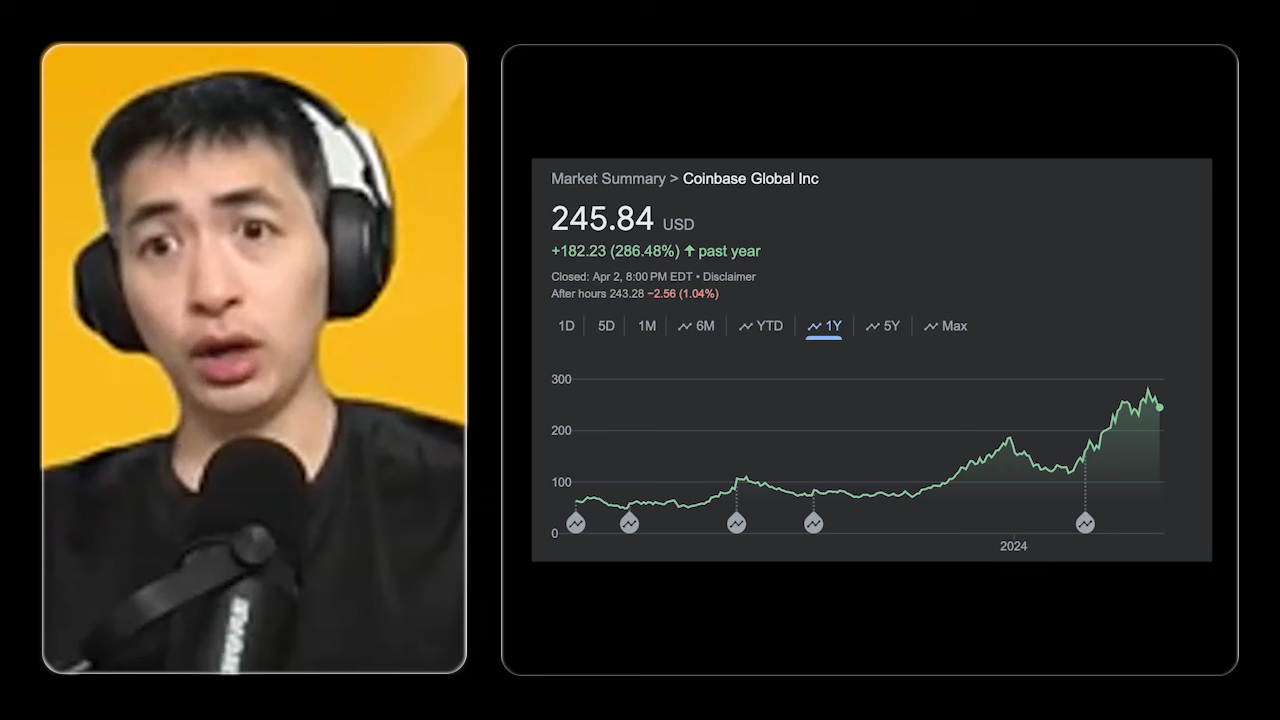 Market Summary > Coinbase Global Inc
245.84 USD
+182.23 (286.48%) ↑ past year
Closed: Apr 2, 8:00 PM EDT • Disclaimer
After hours 243.28 −2.56 (1.04%)
1D 5D 1M 6M YTD 1Y 5Y Max
300
200
100
0
2024
SHURE